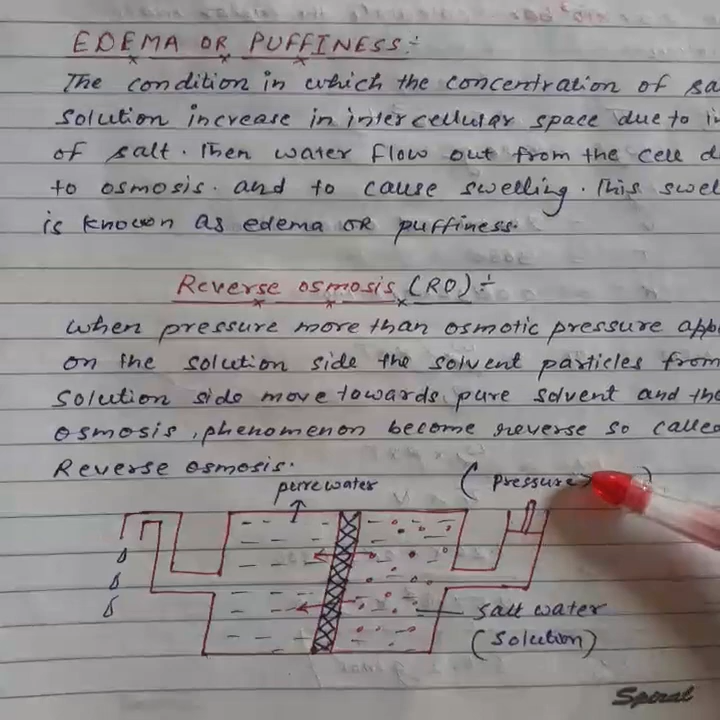 EDEMA OR PUFFINESS:-
The condition in which the concentration of
solution increase in intercellular space due to
of salt. Then water flow out from the cell
to osmosis. and to cause swelling. This
is known as edema OR puffiness.
Reverse osmosis (RO):-
When pressure more than osmotic pressure
on the solution side the solvent particles from
solution side move towards pure solvent and
osmosis, phenomenon become reverse so called
Reverse osmosis.
pure water
(Pressure> )
salt water
(solution)
Spiral